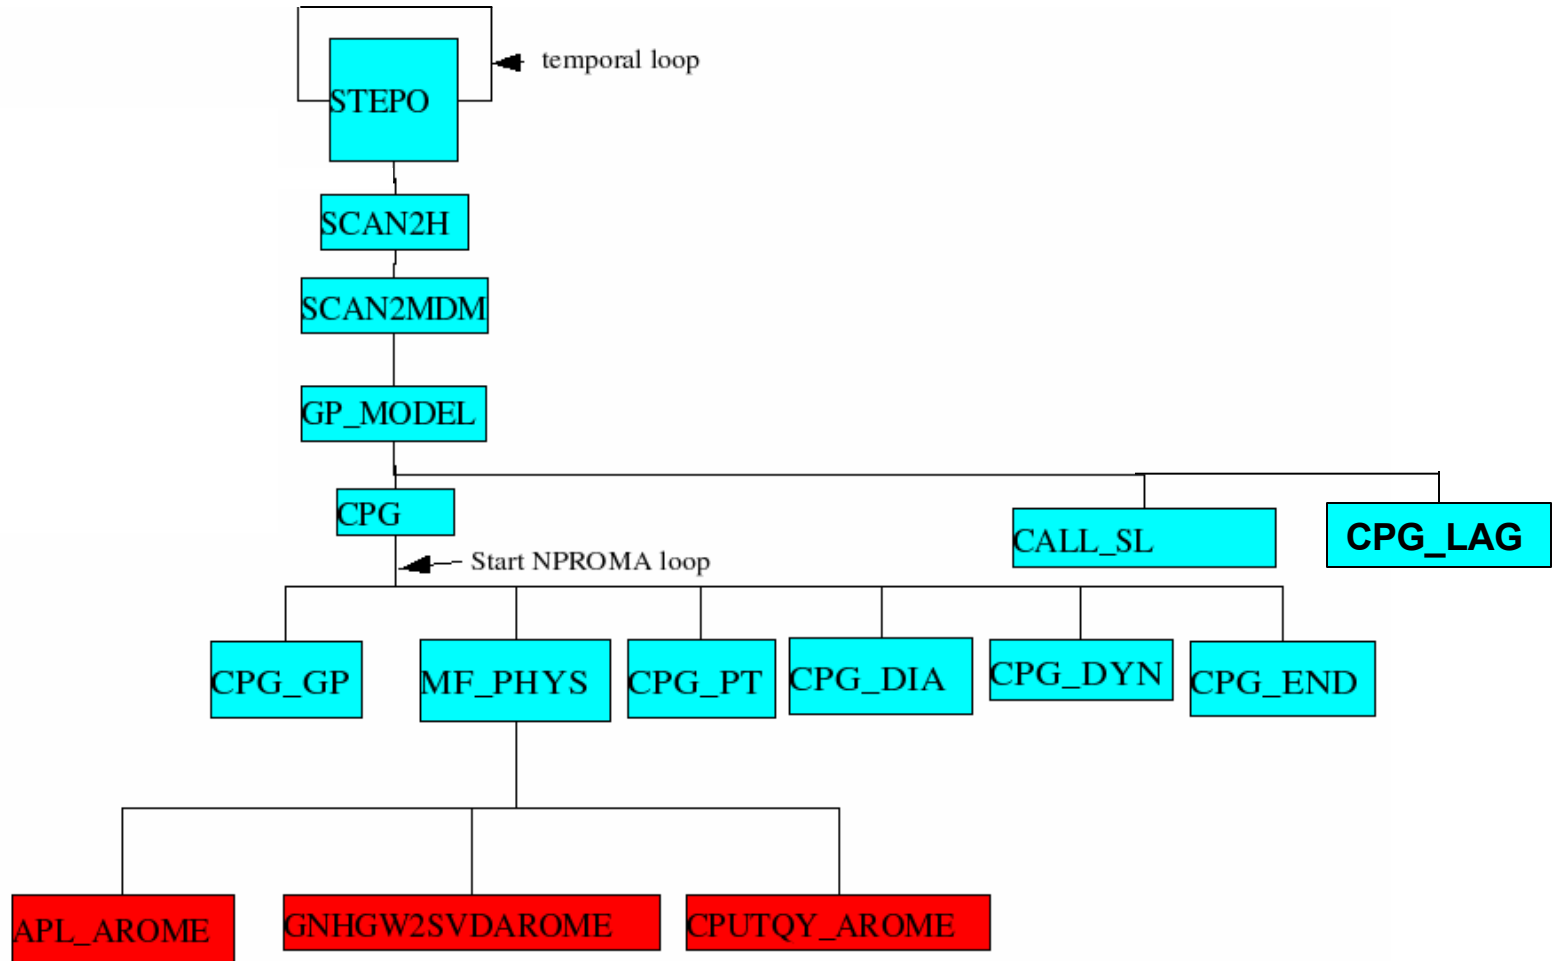 temporal loop
STEPO
SCAN2H
SCAN2MDM
GP_MODEL
CPG
CALL_SL
CPG_LAG
Start NPROMA loop
CPG_GP
MF_PHYS
CPG_PT
CPG_DIA
CPG_DYN
CPG_END
APL_AROME
GNHGW2SVDAROME
CPUTQY_AROME